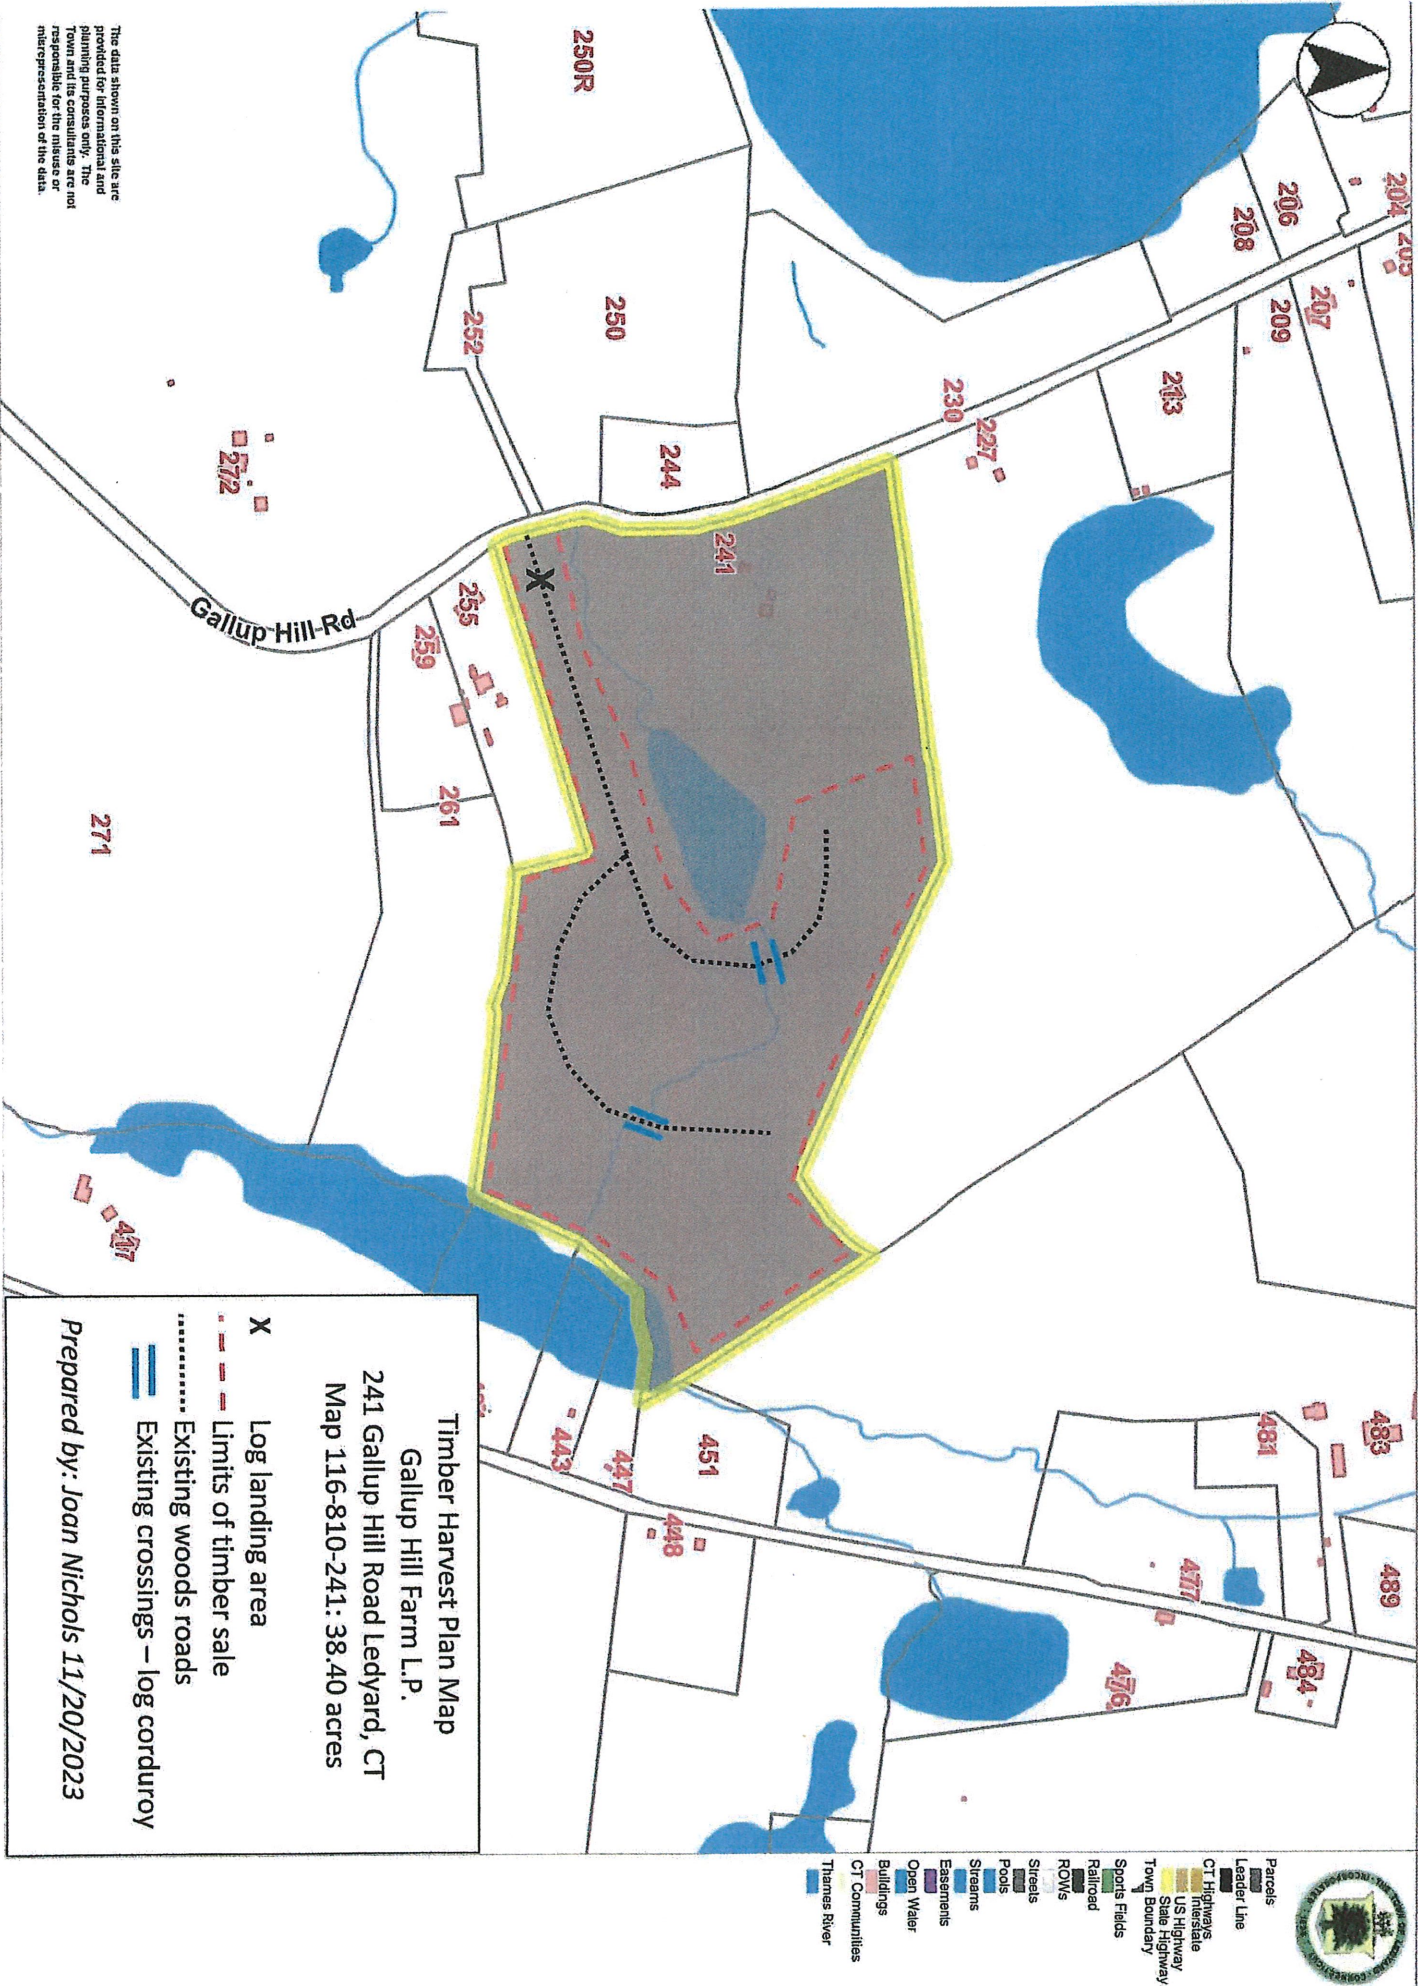 250R
204
205
206
208
207
209
213
230
227
250
252
244
241
272
Gallup Hill Rd
255
259
261
271
417
443
447
451
448
481
483
489
477
484
476
The data shown on this site are
provided for informational and
planning purposes only. The
Town and its consultants are not
responsible for the misuse or
misrepresentation of the data.
Timber Harvest Plan Map
Gallup Hill Farm L.P.
241 Gallup Hill Road Ledyard, CT
Map 116-810-241: 38.40 acres
X Log landing area
Limits of timber sale
Existing woods roads
Existing crossings – log corduroy
Prepared by: Joan Nichols 11/20/2023
X
Parcels
Leader Line
CT Highways
Interstate
US Highway
State Highway
Town Boundary
Sports Fields
Railroad
ROWs
Streets
Pools
Streams
Easements
Open Water
Buildings
CT Communities
Thames River